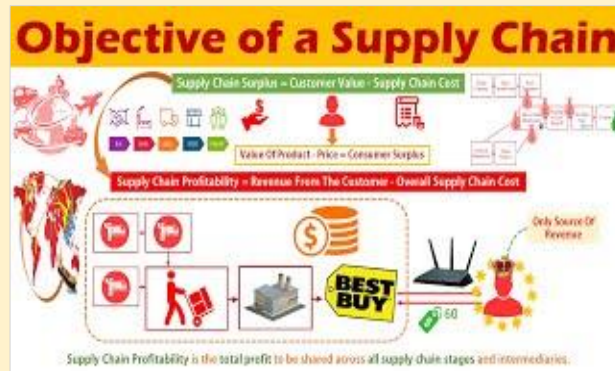 Objective of a Supply Chain
Supply Chain Surplus = Customer Value - Supply Chain Cost
Value Of Product - Price = Consumer Surplus
Supply Chain Profitability = Revenue From The Customer - Overall Supply Chain Cost
Only Source Of
Revenue
BEST
BUY
60
Supply Chain Profitability is the total profit to be shared across all supply chain stages and intermediaries.